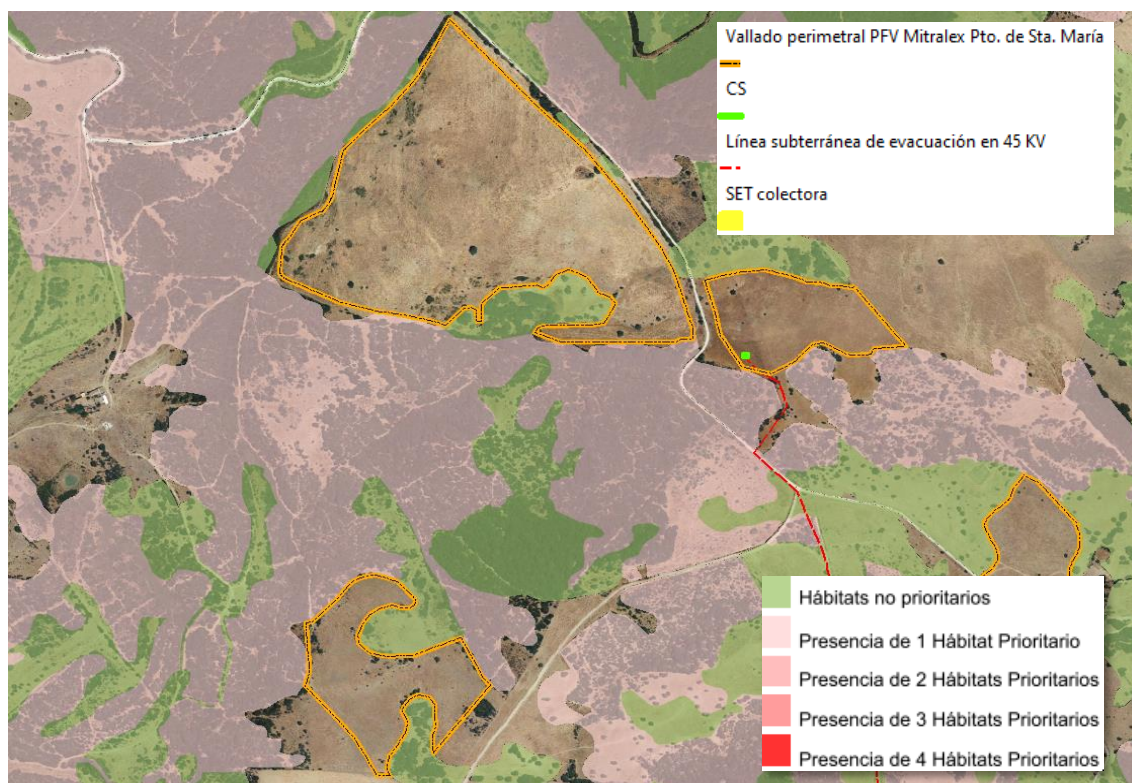 Vallado perimetral PFV Mitralex Pto. de Sta. María
CS
Línea subterránea de evacuación en 45 KV
SET colectora
Hábitats no prioritarios
Presencia de 1 Hábitat Prioritario
Presencia de 2 Hábitats Prioritarios
Presencia de 3 Hábitats Prioritarios
Presencia de 4 Hábitats Prioritarios